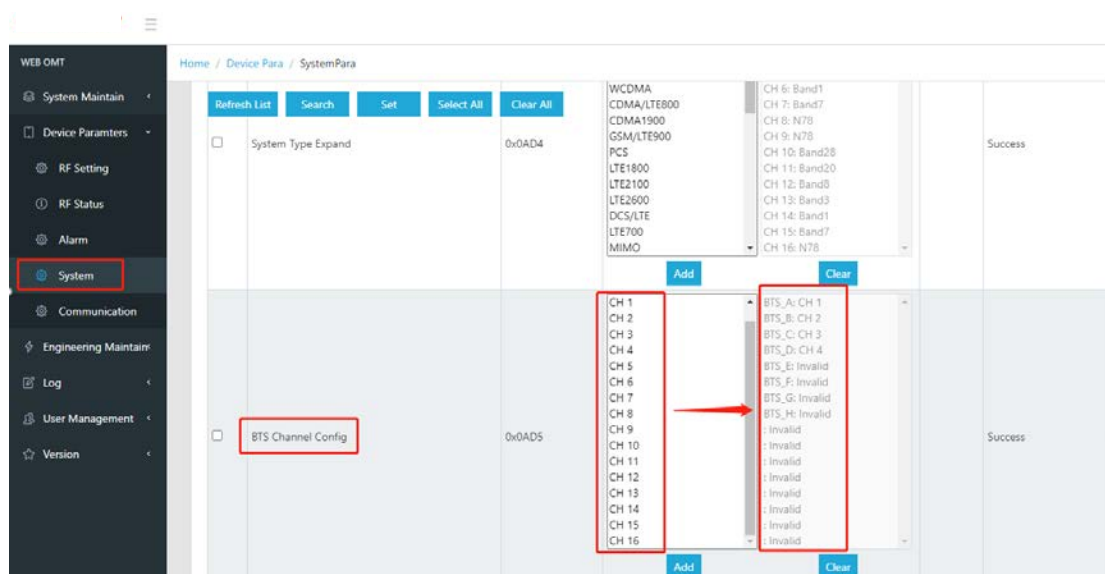 WEB OMT
System Maintain
Device Paramters
RF Setting
RF Status
Alarm
System
Communication
Engineering Maintain
Log
User Management
Version
Home / Device Para / SystemPara
Refresh List Search Set Select All Clear All
System Type Expand
0x0AD4
WCDMA
CDMA/LTE800
CDMA1900
GSM/LTE900
PCS
LTE1800
LTE2100
LTE2600
DCS/LTE
LTE700
MIMO
CH 6: Band1
CH 7: Band7
CH 8: N78
CH 9: N78
CH 10: Band28
CH 11: Band20
CH 12: Band8
CH 13: Band3
CH 14: Band1
CH 15: Band7
CH 16: N78
Success
Add Clear
BTS Channel Config
0x0AD5
CH 1
CH 2
CH 3
CH 4
CH 5
CH 6
CH 7
CH 8
CH 9
CH 10
CH 11
CH 12
CH 13
CH 14
CH 15
CH 16
BTS_A: CH 1
BTS_B: CH 2
BTS_C: CH 3
BTS_D: CH 4
BTS_E: Invalid
BTS_F: Invalid
BTS_G: Invalid
BTS_H: Invalid
: Invalid
: Invalid
: Invalid
: Invalid
: Invalid
: Invalid
: Invalid
: Invalid
Success
Add Clear